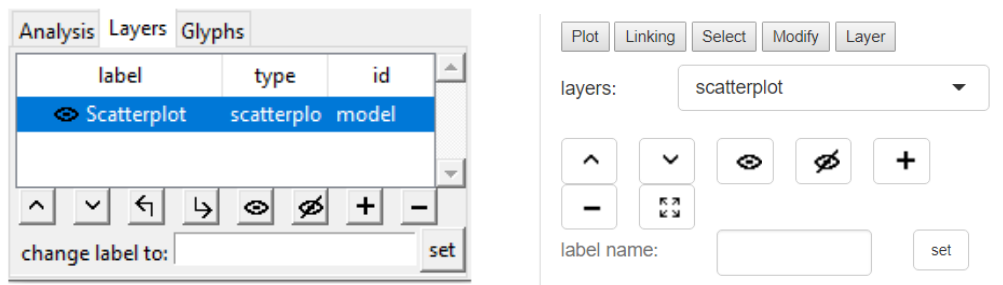 Analysis Layers Glyphs
label type id
Scatterplot scatterplo model
change label to: set
Plot Linking Select Modify Layer
layers: scatterplot
label name: set